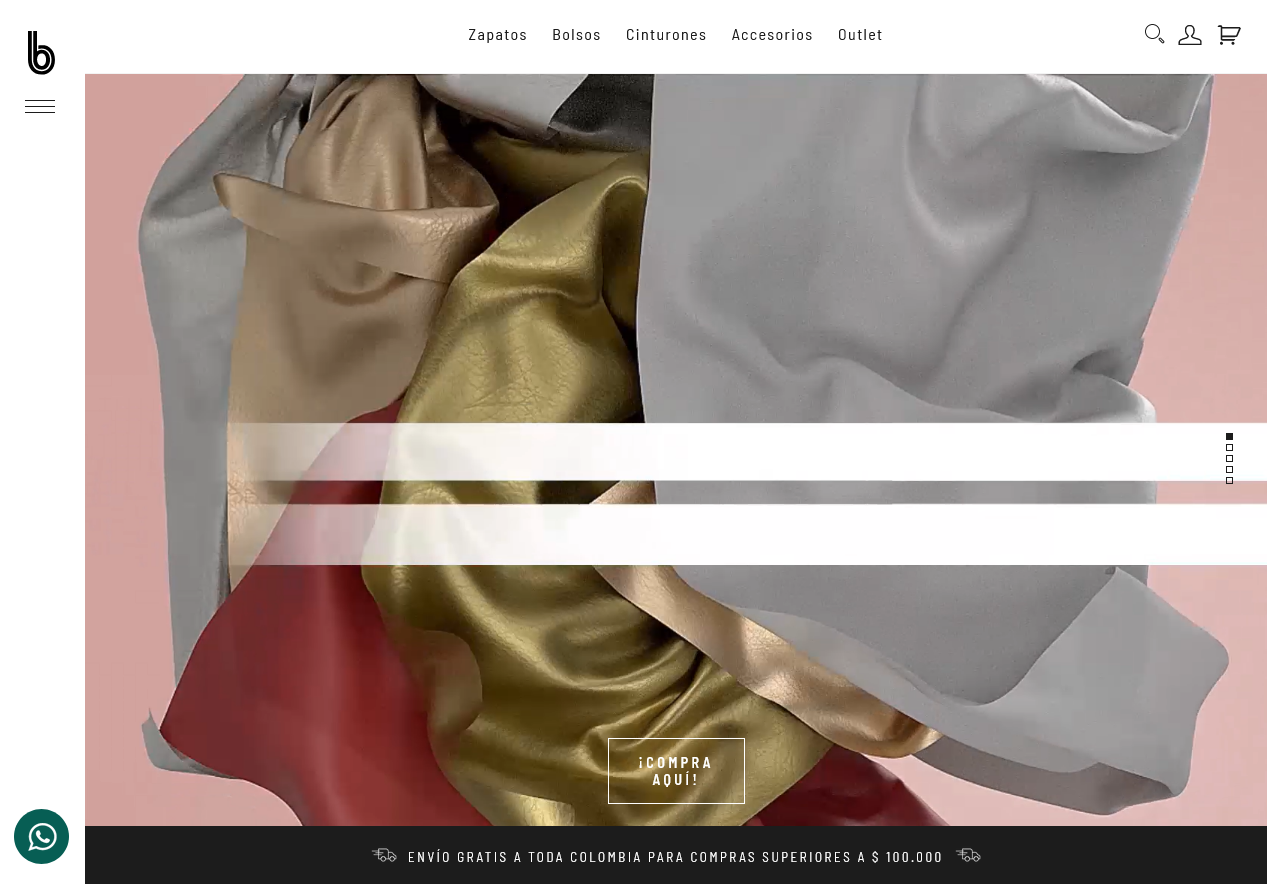 b
Zapatos Bolsos Cinturones Accesorios Outlet
¡COMPRA
AQUÍ!
ENVÍO GRATIS A TODA COLOMBIA PARA COMPRAS SUPERIORES A $ 100.000